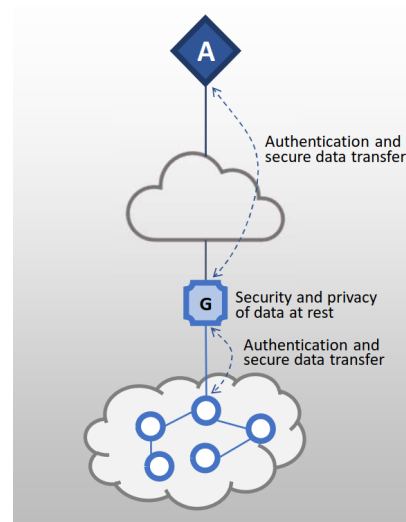 A
Authentication and
secure data transfer
G
Security and privacy
of data at rest
Authentication and
secure data transfer